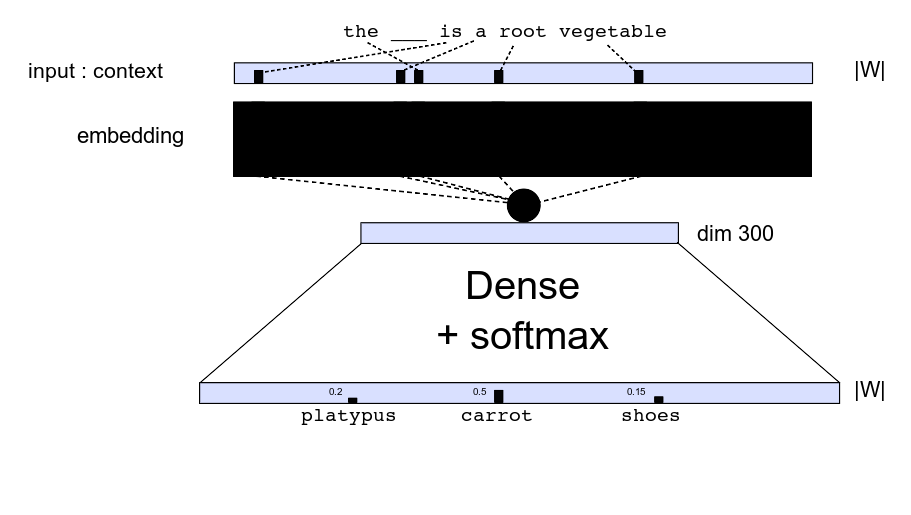 the ___ is a root vegetable
input : context |W|
embedding
dim 300
Dense
+ softmax
0.2 0.5 0.15
|W|
platypus carrot shoes